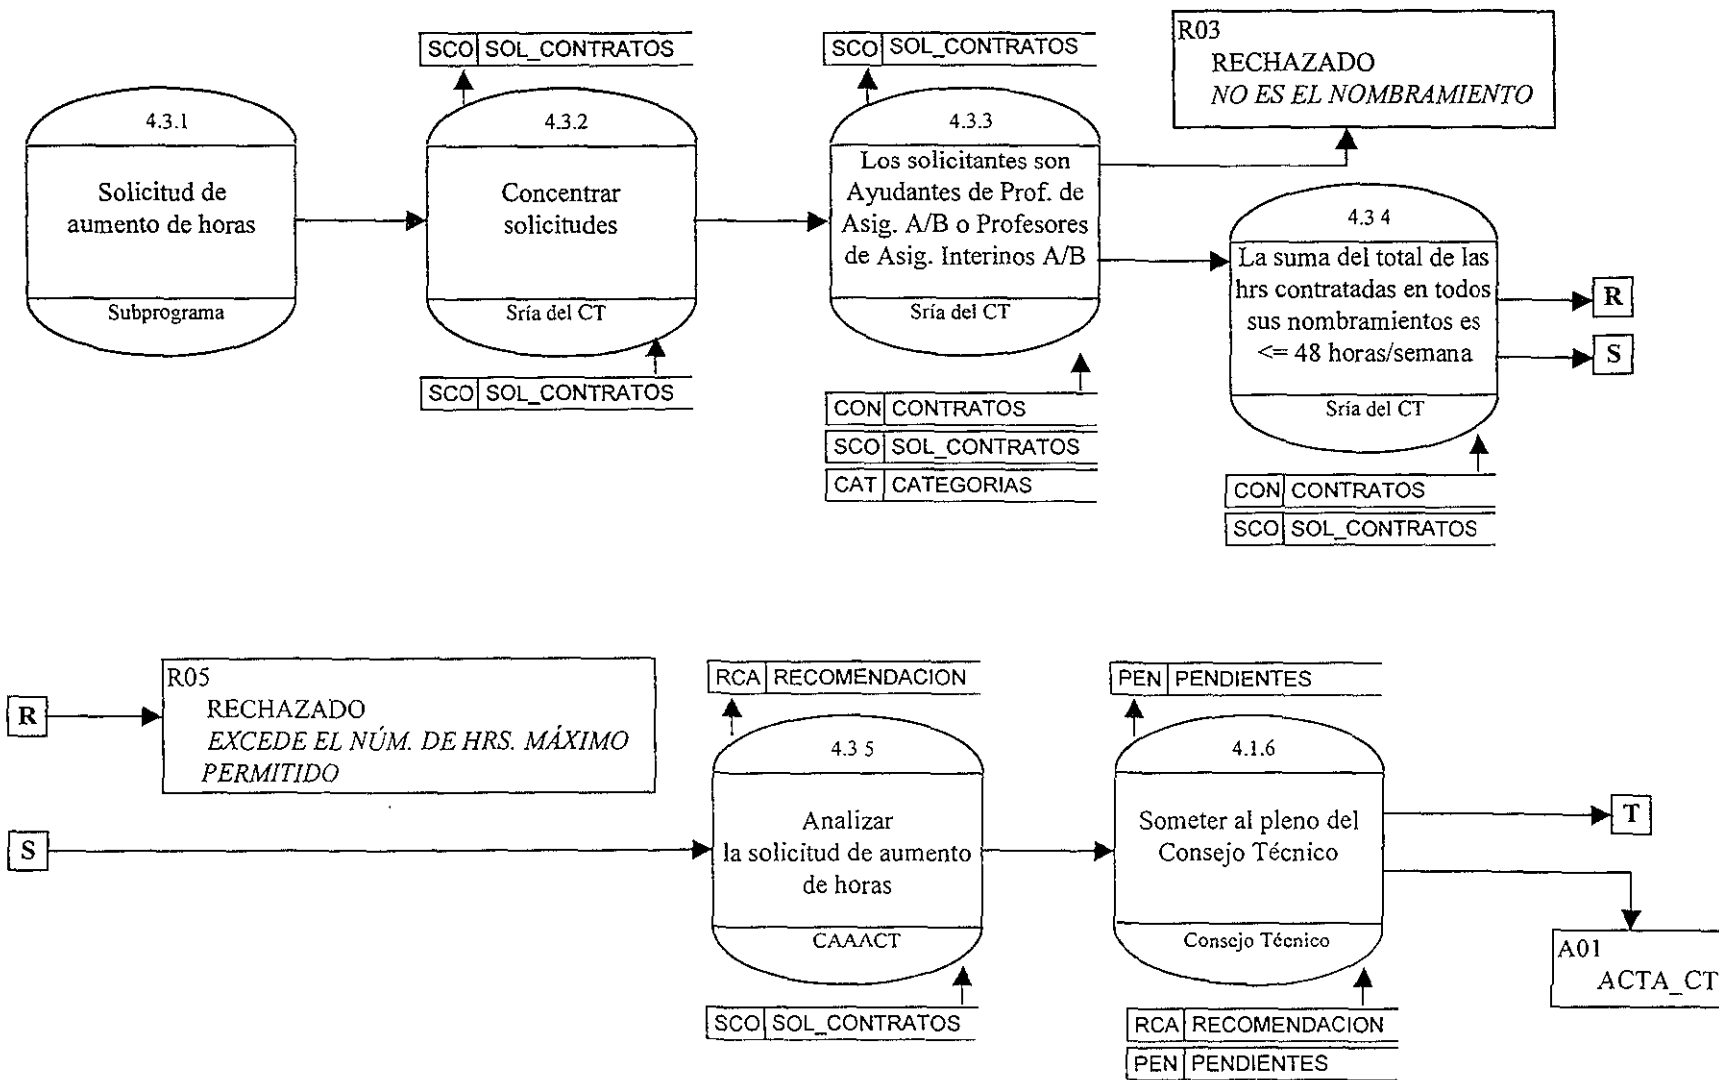 SCO SOL_CONTRATOS
4.3.1
Solicitud de
aumento de horas
Subprograma
4.3.2
Concentrar
solicitudes
Sría del CT
SCO SOL_CONTRATOS
SCO SOL_CONTRATOS
4.3.3
Los solicitantes son
Ayudantes de Prof. de
Asig. A/B o Profesores
de Asig. Interinos A/B
Sría del CT
CON CONTRATOS
SCO SOL_CONTRATOS
CAT CATEGORIAS
R03
RECHAZADO
NO ES EL NOMBRAMIENTO
4.3 4
La suma del total de las
hrs contratadas en todos
sus nombramientos es
<= 48 horas/semana
Sría del CT
CON CONTRATOS
SCO SOL_CONTRATOS
R
S
R
R05
RECHAZADO
EXCEDE EL NÚM. DE HRS. MÁXIMO
PERMITIDO
S
RCA RECOMENDACION
4.3 5
Analizar
la solicitud de aumento
de horas
CAAACT
SCO SOL_CONTRATOS
PEN PENDIENTES
4.1.6
Someter al pleno del
Consejo Técnico
Consejo Técnico
RCA RECOMENDACION
PEN PENDIENTES
T
A01
ACTA_CT